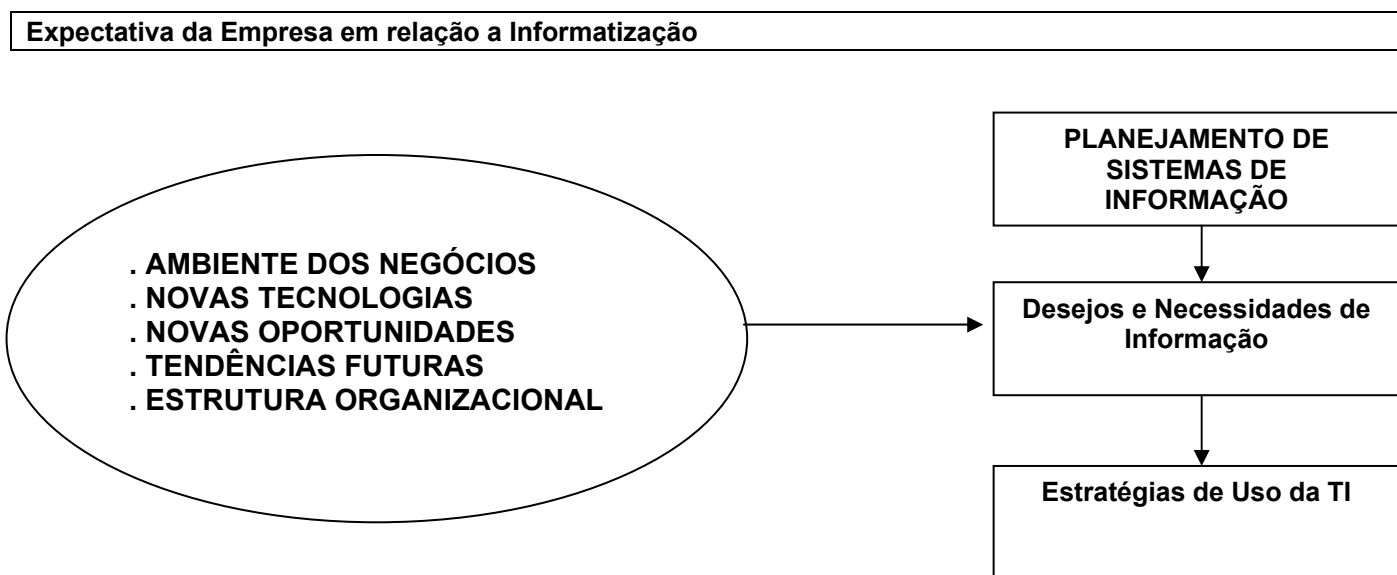 Expectativa da Empresa em relação a Informatização
PLANEJAMENTO DE
SISTEMAS DE
INFORMAÇÃO
. AMBIENTE DOS NEGÓCIOS
. NOVAS TECNOLOGIAS
. NOVAS OPORTUNIDADES
. TENDÊNCIAS FUTURAS
. ESTRUTURA ORGANIZACIONAL
Desejos e Necessidades de
Informação
Estratégias de Uso da TI